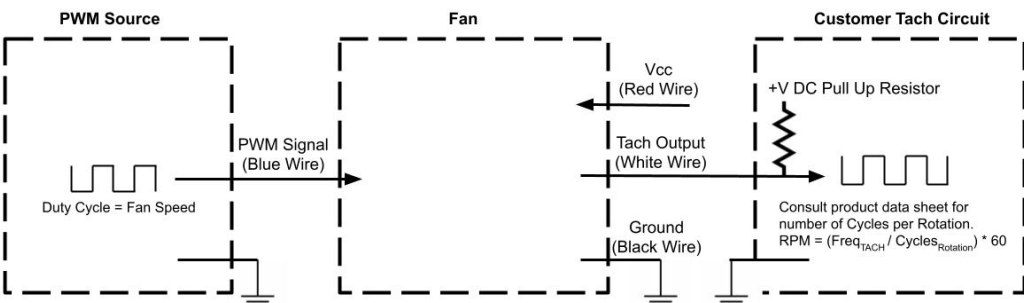 PWM Source
Fan
Customer Tach Circuit
Vcc
(Red Wire)
+V DC Pull Up Resistor
PWM Signal
(Blue Wire)
Tach Output
(White Wire)
Duty Cycle = Fan Speed
Consult product data sheet for
number of Cycles per Rotation.
RPM = (FreqTACH / CyclesRotation) * 60
Ground
(Black Wire)